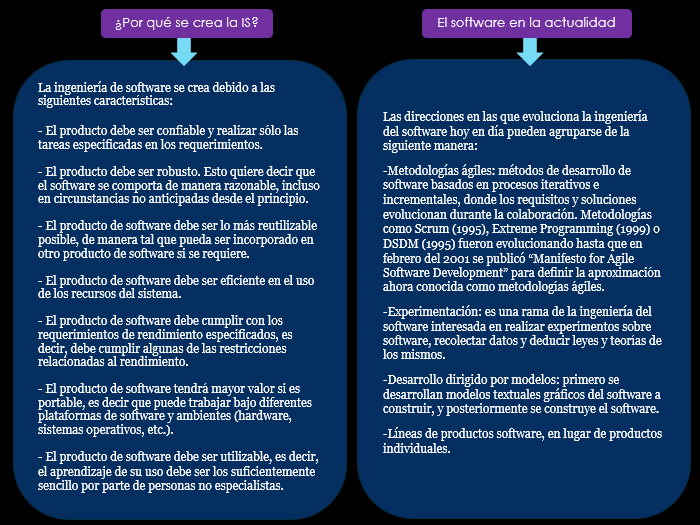 ¿Por qué se crea la IS?
La ingeniería de software se crea debido a las
siguientes características:
- El producto debe ser confiable y realizar sólo las
tareas especificadas en los requerimientos.
- El producto debe ser robusto. Esto quiere decir que
el software se comporta de manera razonable, incluso
en circunstancias no anticipadas desde el principio.
- El producto de software debe ser lo más reutilizable
posible, de manera tal que pueda ser incorporado en
otro producto de software si se requiere.
- El producto de software debe ser eficiente en el uso
de los recursos del sistema.
- El producto de software debe cumplir con los
requerimientos de rendimiento especificados, es
decir, debe cumplir algunas de las restricciones
relacionadas al rendimiento.
- El producto de software tendrá mayor valor si es
portable, es decir que puede trabajar bajo diferentes
plataformas de software y ambientes (hardware,
sistemas operativos, etc.).
- El producto de software debe ser utilizable, es decir,
el aprendizaje de su uso debe ser los suficientemente
sencillo por parte de personas no especialistas.
El software en la actualidad
Las direcciones en las que evoluciona la ingeniería
del software hoy en día pueden agruparse de la
siguiente manera:
-Metodologías ágiles: métodos de desarrollo de
software basados en procesos iterativos e
incrementales, donde los requisitos y soluciones
evolucionan durante la colaboración. Metodologías
como Scrum (1995), Extreme Programming (1999) o
DSDM (1995) fueron evolucionando hasta que en
febrero del 2001 se publicó “Manifesto for Agile
Software Development” para definir la aproximación
ahora conocida como metodologías ágiles.
-Experimentación: es una rama de la ingeniería del
software interesada en realizar experimentos sobre
software, recolectar datos y deducir leyes y teorías de
los mismos.
-Desarrollo dirigido por modelos: primero se
desarrollan modelos textuales gráficos del software a
construir, y posteriormente se construye el software.
-Líneas de productos software, en lugar de productos
individuales.